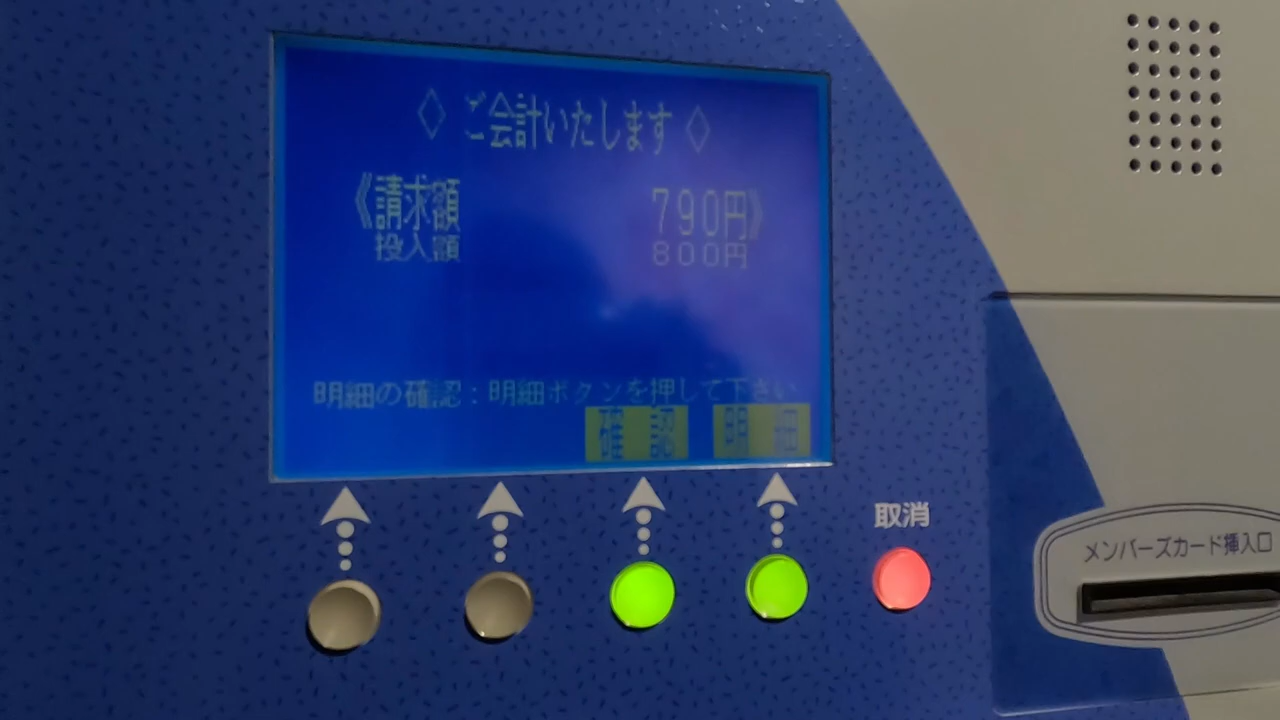 ◇ ご会計いたします ◇
《請求額 790円》
投入額 800円
明細の確認：明細ボタンを押して下さい
確認 明細
取消
メンバーズカード挿入口